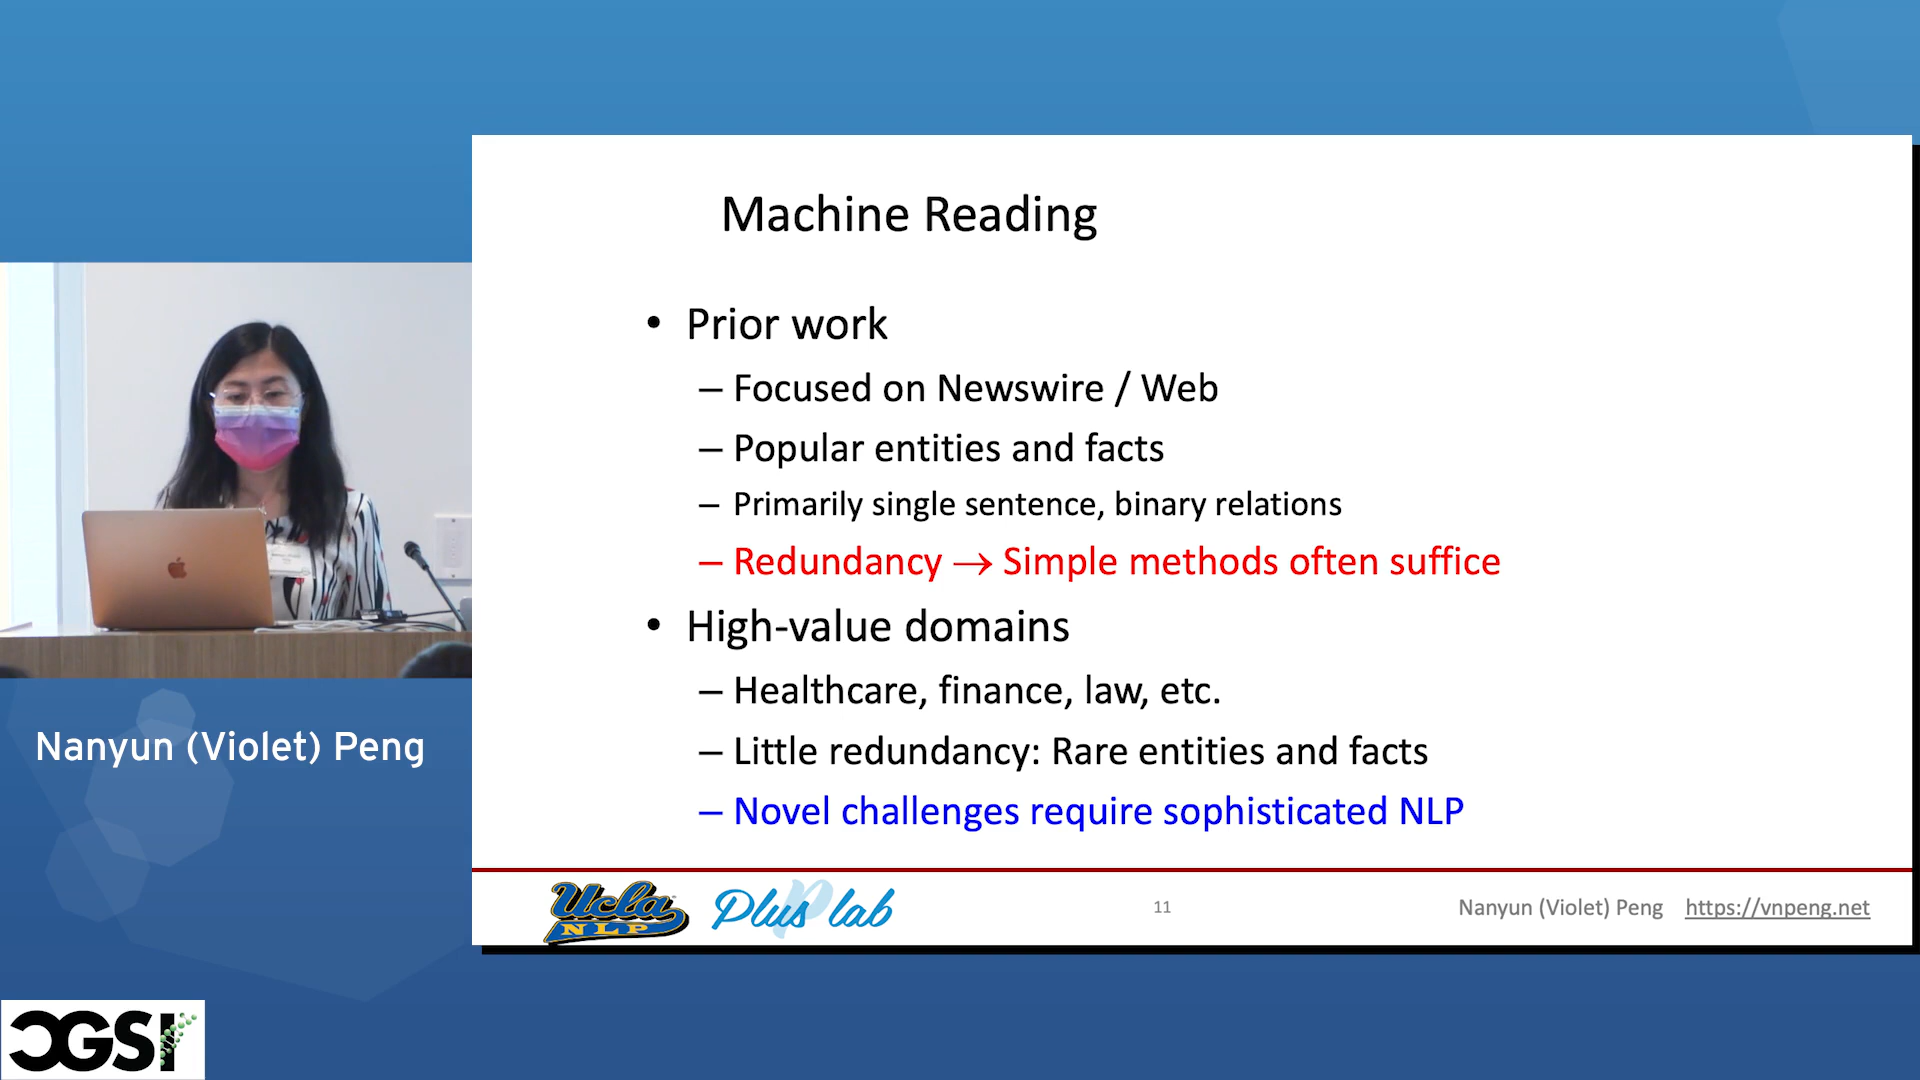 Machine Reading
• Prior work
– Focused on Newswire / Web
– Popular entities and facts
– Primarily single sentence, binary relations
– Redundancy → Simple methods often suffice
• High-value domains
– Healthcare, finance, law, etc.
– Little redundancy: Rare entities and facts
– Novel challenges require sophisticated NLP
Ucla
NLP
Plus lab
11
Nanyun (Violet) Peng https://vnpeng.net
Nanyun (Violet) Peng
CGSI